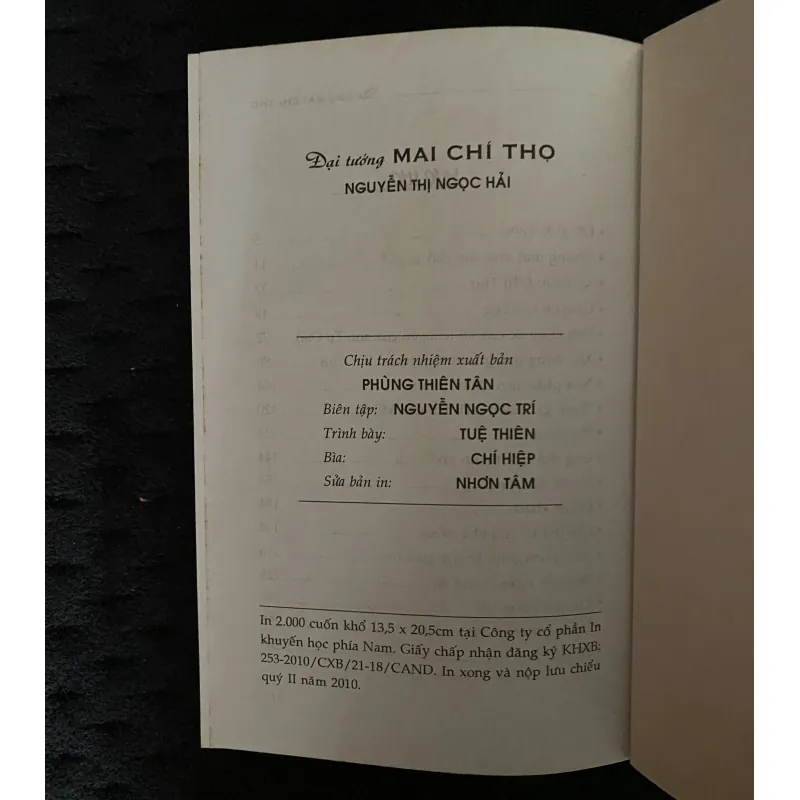 Đại tướng MAI CHÍ THỌ
NGUYỄN THỊ NGỌC HẢI
Chịu trách nhiệm xuất bản
PHÙNG THIÊN TÂN
Biên tập: NGUYỄN NGỌC TRÍ
Trình bày: TUỆ THIÊN
Bìa: CHÍ HIỆP
Sửa bản in: NHƠN TÂM
In 2.000 cuốn khổ 13,5 x 20,5cm tại Công ty cổ phần In
khuyến học phía Nam. Giấy chấp nhận đăng ký KHXB:
253-2010/CXB/21-18/CAND. In xong và nộp lưu chiểu
quý II năm 2010.